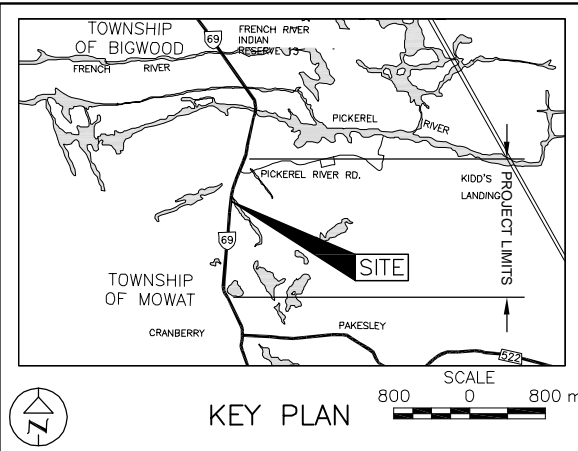 TOWNSHIP
OF BIGWOOD
69
FRENCH RIVER
INDIAN
RESERVE 13
FRENCH RIVER
PICKEREL
RIVER
PICKEREL RIVER RD.
KIDD'S
LANDING
PROJECT LIMITS
69
SITE
TOWNSHIP
OF MOWAT
CRANBERRY
PAKESLEY
522
N
KEY PLAN
SCALE
800 0 800 m